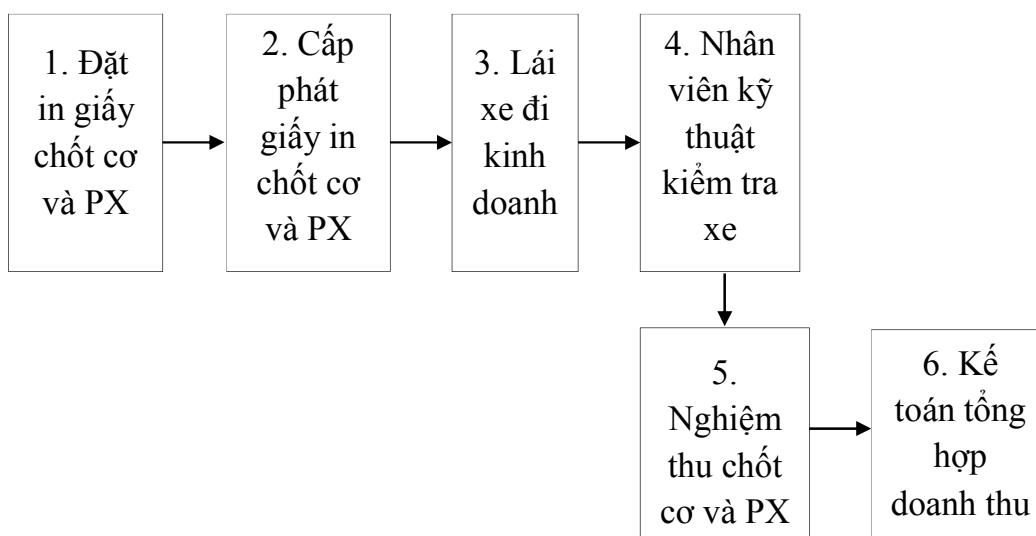 1. Đặt
in giấy
chốt cơ
và PX
2. Cấp
phát
giấy in
chốt cơ
và PX
3. Lái
xe đi
kinh
doanh
4. Nhân
viên kỹ
thuật
kiểm tra
xe
5.
Nghiệm
thu chốt
cơ và PX
6. Kế
toán tổng
hợp
doanh thu